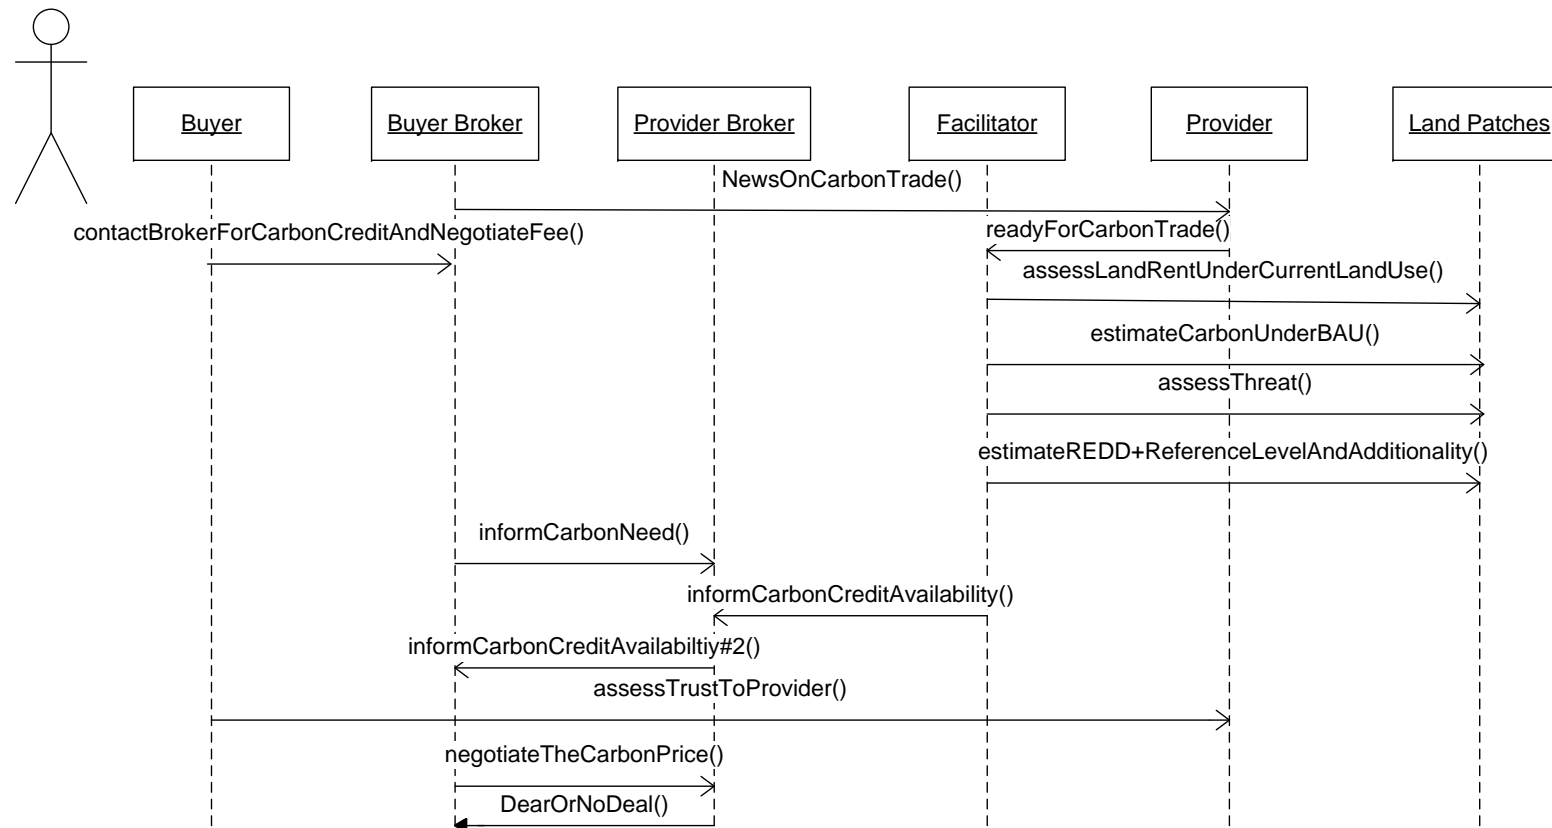 Buyer
Buyer Broker
Provider Broker
Facilitator
Provider
Land Patches
NewsOnCarbonTrade()
contactBrokerForCarbonCreditAndNegotiateFee()
readyForCarbonTrade()
assessLandRentUnderCurrentLandUse()
estimateCarbonUnderBAU()
assessThreat()
estimateREDD+ReferenceLevelAndAdditionality()
informCarbonNeed()
informCarbonCreditAvailability()
informCarbonCreditAvailabiltiy#2()
assessTrustToProvider()
negotiateTheCarbonPrice()
DearOrNoDeal()